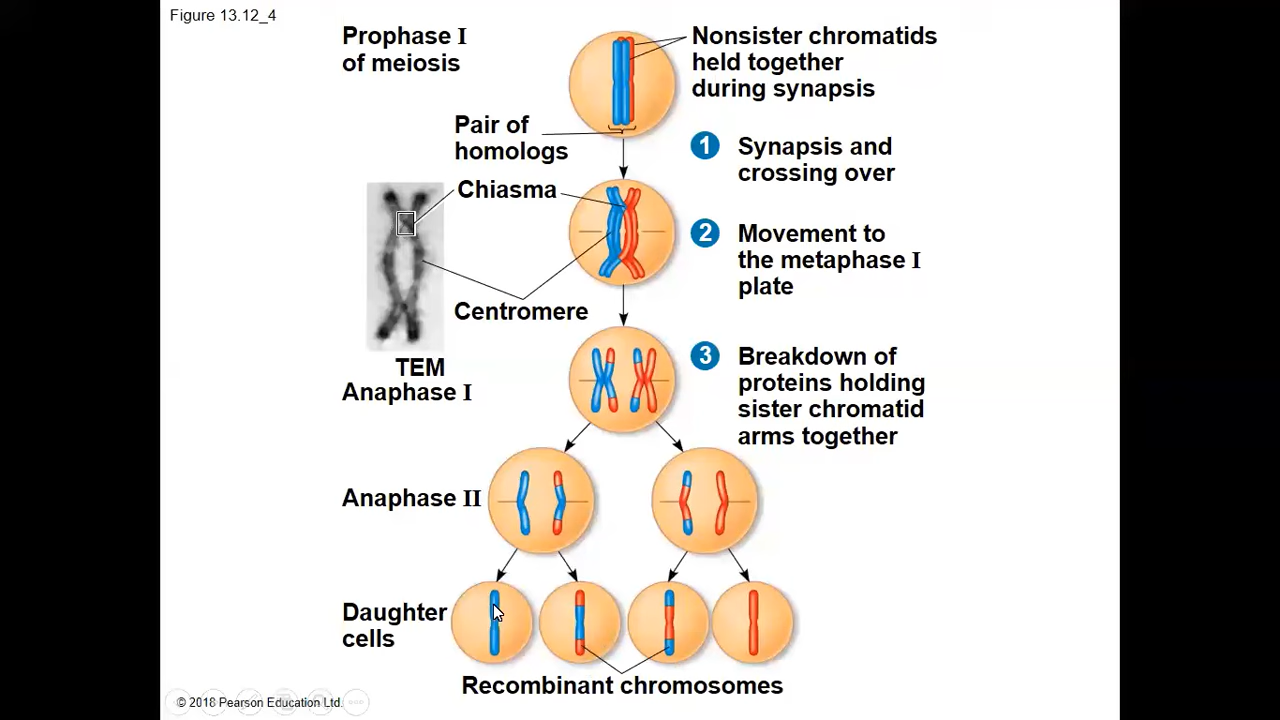 Figure 13.12_4
Prophase I
of meiosis
Nonsister chromatids
held together
during synapsis
Pair of
homologs
1 Synapsis and
crossing over
Chiasma
2 Movement to
the metaphase I
plate
Centromere
TEM
Anaphase I
3 Breakdown of
proteins holding
sister chromatid
arms together
Anaphase II
Daughter
cells
Recombinant chromosomes
© 2018 Pearson Education Ltd.